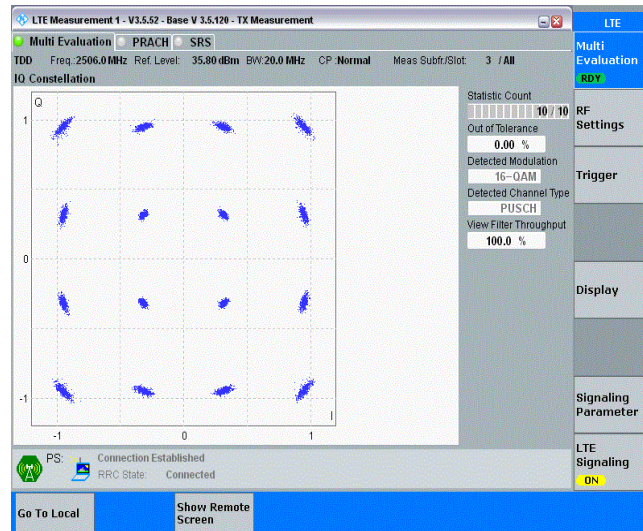 LTE Measurement 1 - V3.5.52 - Base V 3.5.120 - TX Measurement
LTE
Multi Evaluation PRACH SRS
TDD Freq.:2506.0 MHz Ref. Level: 35.80 dBm BW:20.0 MHz CP :Normal Meas Subfr./Slot: 3 / All
IQ Constellation
Q
1
0
-1
-1 0 1
I
Statistic Count
10 / 10
Out of Tolerance
0.00 %
Detected Modulation
16-QAM
Detected Channel Type
PUSCH
View Filter Throughput
100.0 %
Multi
Evaluation
RDY
RF
Settings
Trigger
Display
Signaling
Parameter
LTE
Signaling
ON
PS: Connection Established
RRC State: Connected
Go To Local
Show Remote
Screen